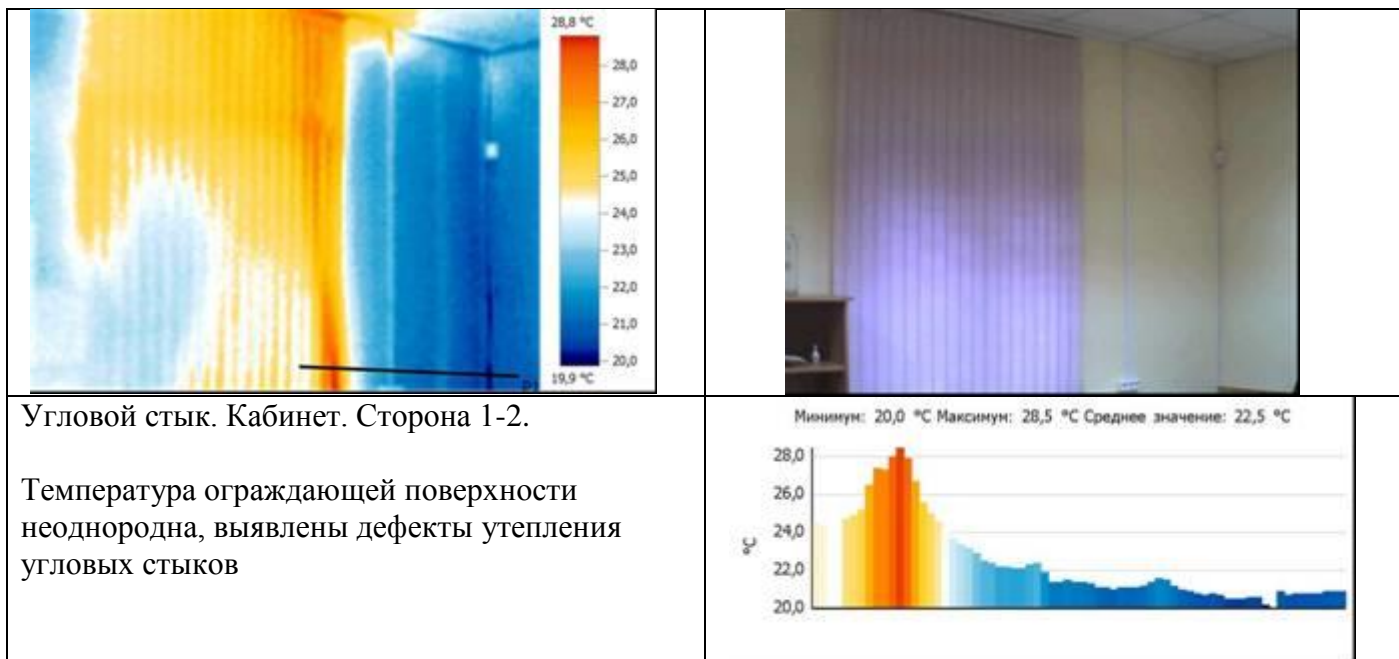 28,8 °C
28,0
27,0
26,0
25,0
24,0
23,0
22,0
21,0
20,0
19,9 °C
Угловой стык. Кабинет. Сторона 1-2.
Температура ограждающей поверхности
неоднородна, выявлены дефекты утепления
угловых стыков
Минимум: 20,0 °C Максимум: 28,5 °C Среднее значение: 22,5 °C
°C
28,0
26,0
24,0
22,0
20,0